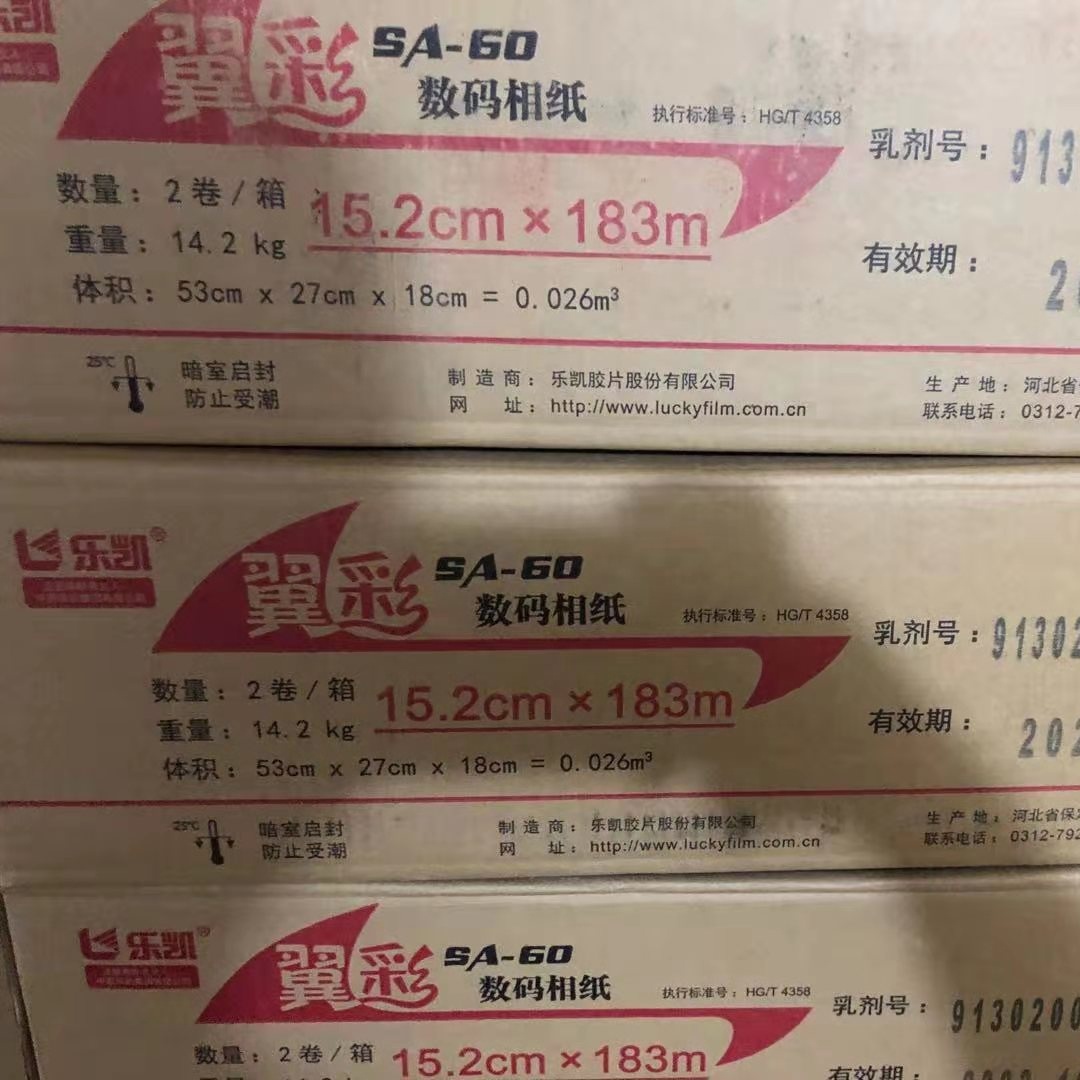 乐凯
翼彩 SA-60
数码相纸
执行标准号：HG/T 4358
乳剂号：913
数量：2卷/箱
15.2cm × 183m
重量：14.2 kg
有效期：2
体积：53cm x 27cm x 18cm = 0.026m³
25℃
暗室启封
防止受潮
制造商：乐凯胶片股份有限公司
网址：http://www.luckyfilm.com.cn
生产地：河北省
联系电话：0312-7
乐凯®
翼彩 SA-60
数码相纸
执行标准号：HG/T 4358
乳剂号：91302
数量：2卷/箱
15.2cm × 183m
重量：14.2 kg
有效期：202
体积：53cm x 27cm x 18cm = 0.026m³
25℃
暗室启封
防止受潮
制造商：乐凯胶片股份有限公司
网址：http://www.luckyfilm.com.cn
生产地：河北省保
联系电话：0312-792
乐凯®
翼彩 SA-60
数码相纸
执行标准号：HG/T 4358
乳剂号：9130200
数量：2卷/箱
15.2cm × 183m
有效期：